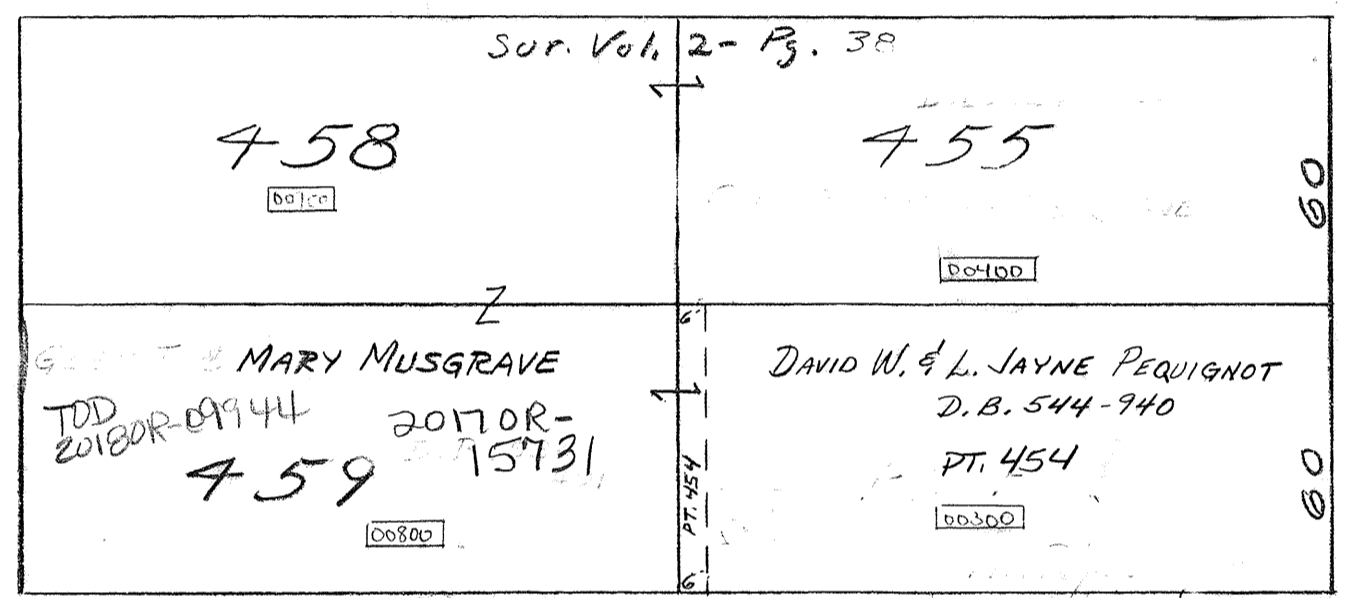 Sur. Vol. 2- Pg. 38
458
455
60
00400
Z
6'
MARY MUSGRAVE
TOD
2018OR-09944
2017OR-
15731
459
00800
PT. 454
6'
DAVID W. & L. JAYNE PEQUIGNOT
D.B. 544-940
PT. 454
00300
60